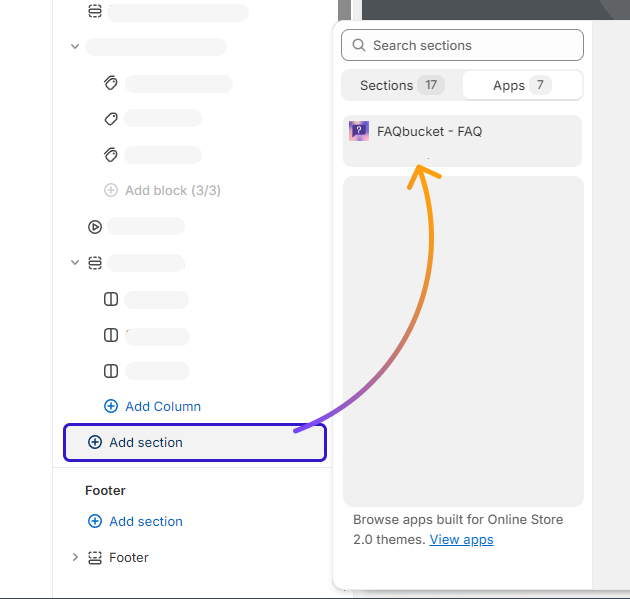 Add block (3/3)
Add Column
Add section
Footer
Add section
Footer
Search sections
Sections 17
Apps 7
FAQbucket - FAQ
Browse apps built for Online Store
2.0 themes. View apps